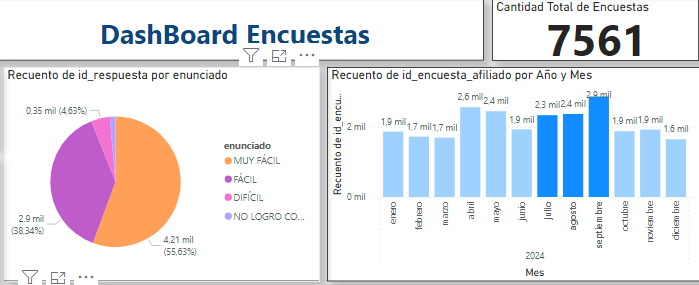 DashBoard Encuestas
Cantidad Total de Encuestas
7561
Recuento de id_respuesta por enunciado
0,35 mil (4,63%)
2,9 mil
(38,34%)
4,21 mil
(55,63%)
enunciado
MUY FÁCIL
FÁCIL
DIFÍCIL
NO LOGRO CO...
Recuento de id_encuesta_afiliado por Año y Mes
Recuento de id_encu...
2 mil
0 mil
1,9 mil
1,7 mil
1,7 mil
2,6 mil
2,4 mil
1,9 mil
2,3 mil
2,4 mil
2,9 mil
1,9 mil
1,9 mil
1,6 mil
enero
febrero
marzo
abril
mayo
junio
julio
agosto
septiembre
octubre
noviembre
diciembre
2024
Mes